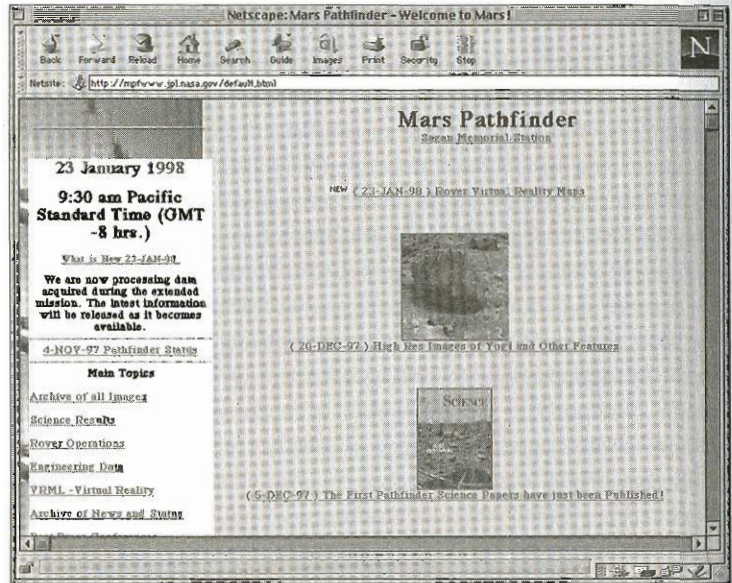 Netscape: Mars Pathfinder - Welcome to Mars!
Back Forward Reload Home Search Guide Images Print Security Stop
N
Netsite: http://mpfwww.jpl.nasa.gov/default.html
23 January 1998
9:30 am Pacific
Standard Time (GMT
-8 hrs.)
What is New 23-JAN-98
We are now processing data
acquired during the extended
mission. The latest information
will be released as it becomes
available.
4-NOV-97 Pathfinder Status
Main Topics
Archive of all Images
Science Results
Rover Operations
Engineering Data
VRML - Virtual Reality
Archive of News and Status
Mars Pathfinder
Sagan Memorial Station
NEW ( 23-JAN-98 ) Rover Virtual Reality Maps
( 26-DEC-97 ) High Res Images of Yogi and Other Features
SCIENCE
( 5-DEC-97 ) The First Pathfinder Science Papers have just been Published!